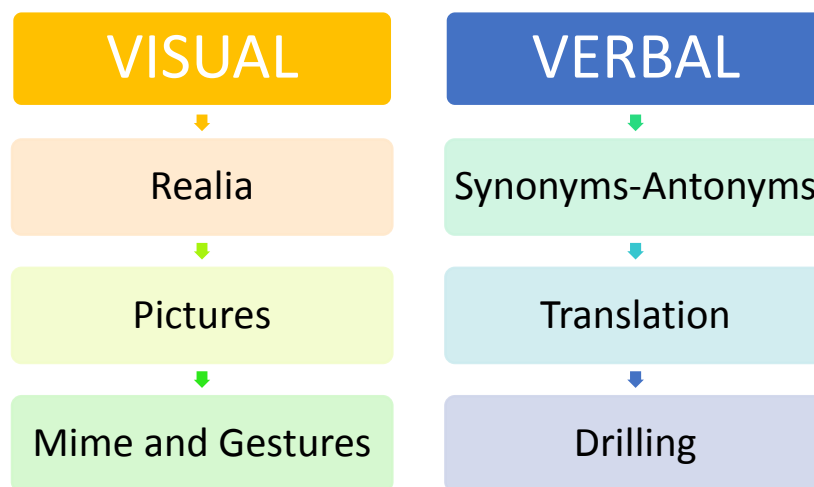 VISUAL
Realia
Pictures
Mime and Gestures
VERBAL
Synonyms-Antonyms
Translation
Drilling